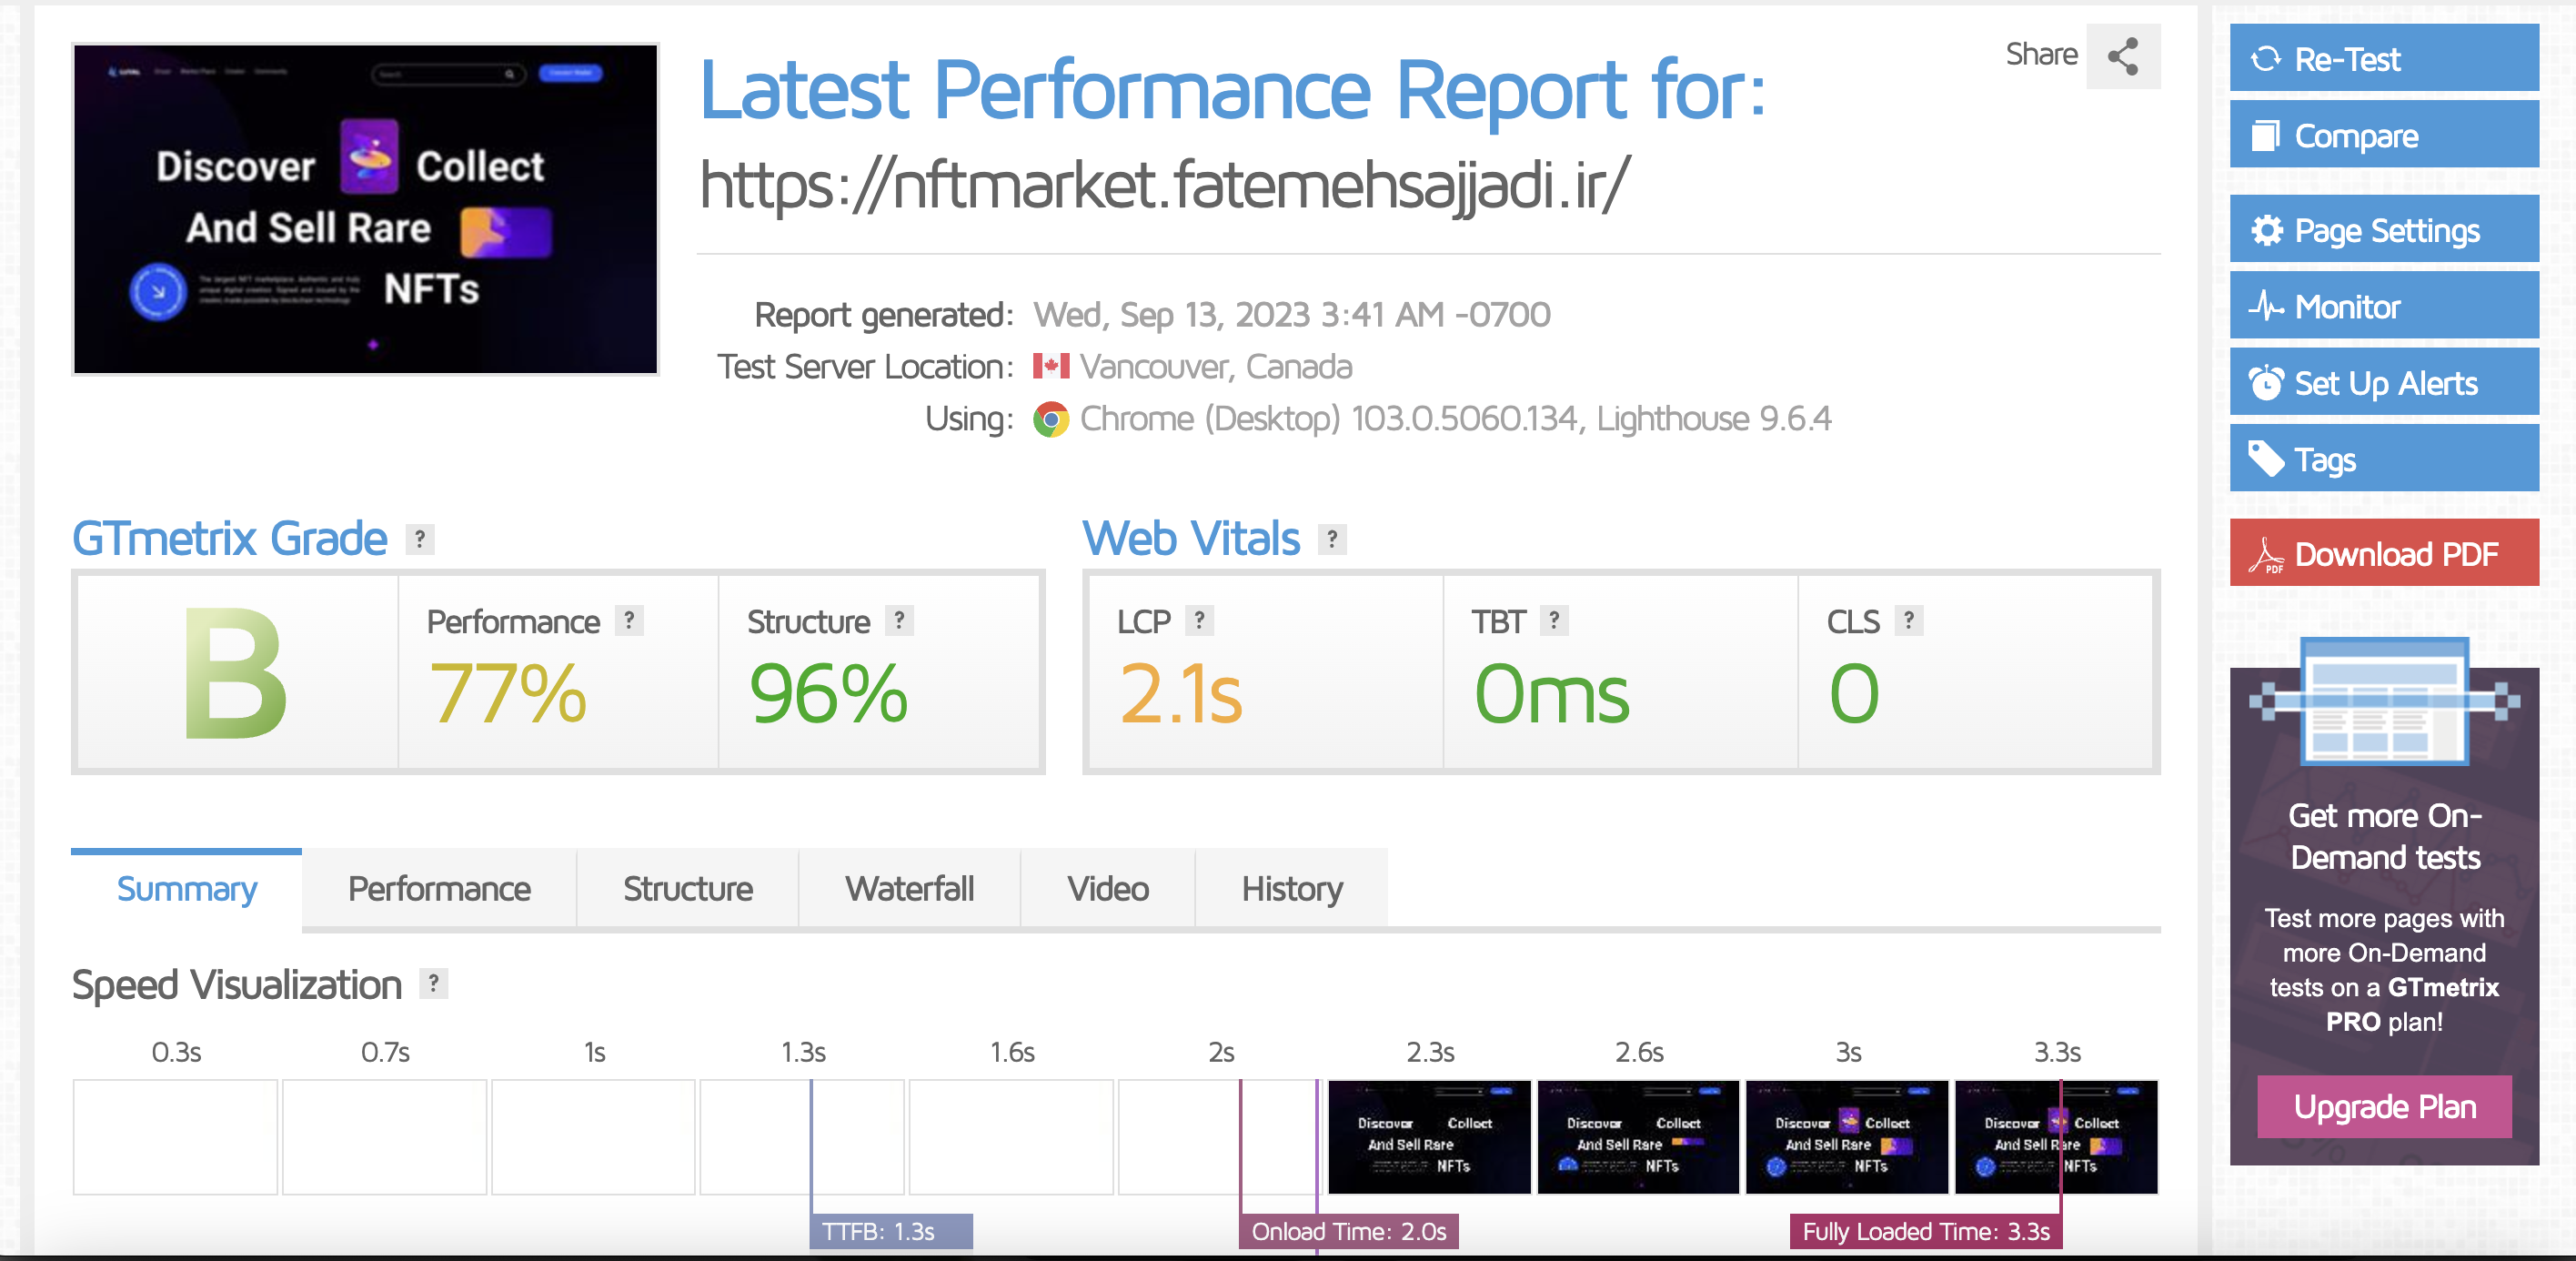 Share
Latest Performance Report for:
https://nftmarket.fatemehsajjadi.ir/
Discover Collect
And Sell Rare
NFTs
Report generated: Wed, Sep 13, 2023 3:41 AM -0700
Test Server Location: Vancouver, Canada
Using: Chrome (Desktop) 103.0.5060.134, Lighthouse 9.6.4
GTmetrix Grade ?
B
Performance ?
77%
Structure ?
96%
Web Vitals ?
LCP ?
2.1s
TBT ?
0ms
CLS ?
0
Summary Performance Structure Waterfall Video History
Speed Visualization ?
0.3s 0.7s 1s 1.3s 1.6s 2s 2.3s 2.6s 3s 3.3s
Discover Collect
And Sell Rare
NFTs
Discover Collect
And Sell Rare
NFTs
Discover Collect
And Sell Rare
NFTs
Discover Collect
And Sell Rare
NFTs
TTFB: 1.3s
Onload Time: 2.0s
Fully Loaded Time: 3.3s
Re-Test
Compare
Page Settings
Monitor
Set Up Alerts
Tags
PDF Download PDF
Get more On-
Demand tests
Test more pages with
more On-Demand
tests on a GTmetrix
PRO plan!
Upgrade Plan